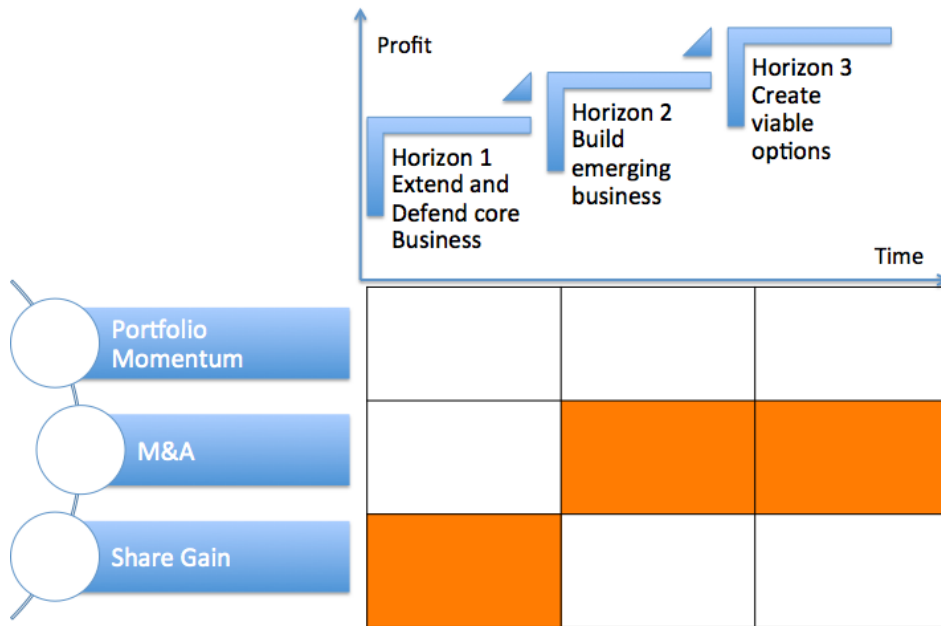 Profit
Horizon 1
Extend and
Defend core
Business
Horizon 2
Build
emerging
business
Horizon 3
Create
viable
options
Time
Portfolio
Momentum
M&A
Share Gain